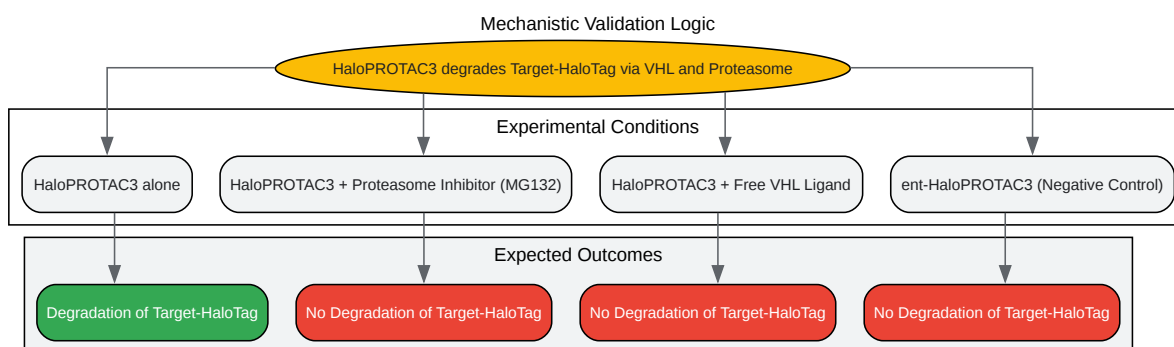 Mechanistic Validation Logic
HaloPROTAC3 degrades Target-HaloTag via VHL and Proteasome
Experimental Conditions
HaloPROTAC3 alone
HaloPROTAC3 + Proteasome Inhibitor (MG132)
HaloPROTAC3 + Free VHL Ligand
ent-HaloPROTAC3 (Negative Control)
Expected Outcomes
Degradation of Target-HaloTag
No Degradation of Target-HaloTag
No Degradation of Target-HaloTag
No Degradation of Target-HaloTag